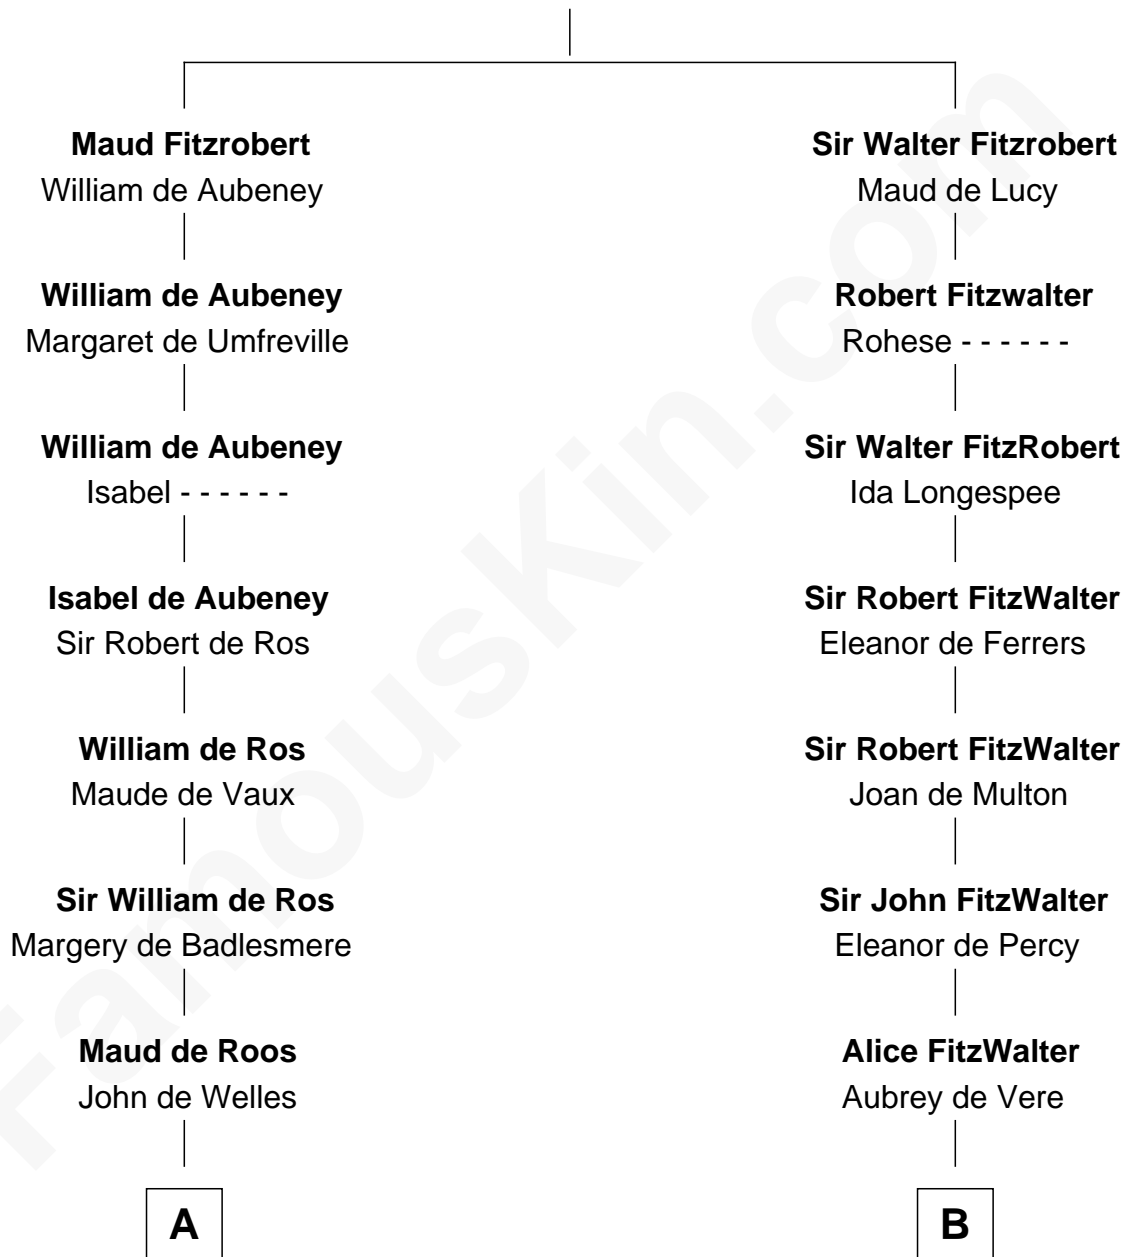 Maud Fitzrobert
William de Aubeney
William de Aubeney
Margaret de Umfreville
William de Aubeney
Isabel - - - - - -
Isabel de Aubeney
Sir Robert de Ros
William de Ros
Maude de Vaux
Sir William de Ros
Margery de Badlesmere
Maud de Roos
John de Welles
A
Sir Walter Fitzrobert
Maud de Lucy
Robert Fitzwalter
Rohese - - - - - -
Sir Walter FitzRobert
Ida Longespee
Sir Robert FitzWalter
Eleanor de Ferrers
Sir Robert FitzWalter
Joan de Multon
Sir John FitzWalter
Eleanor de Percy
Alice FitzWalter
Aubrey de Vere
B
FamousKin.com